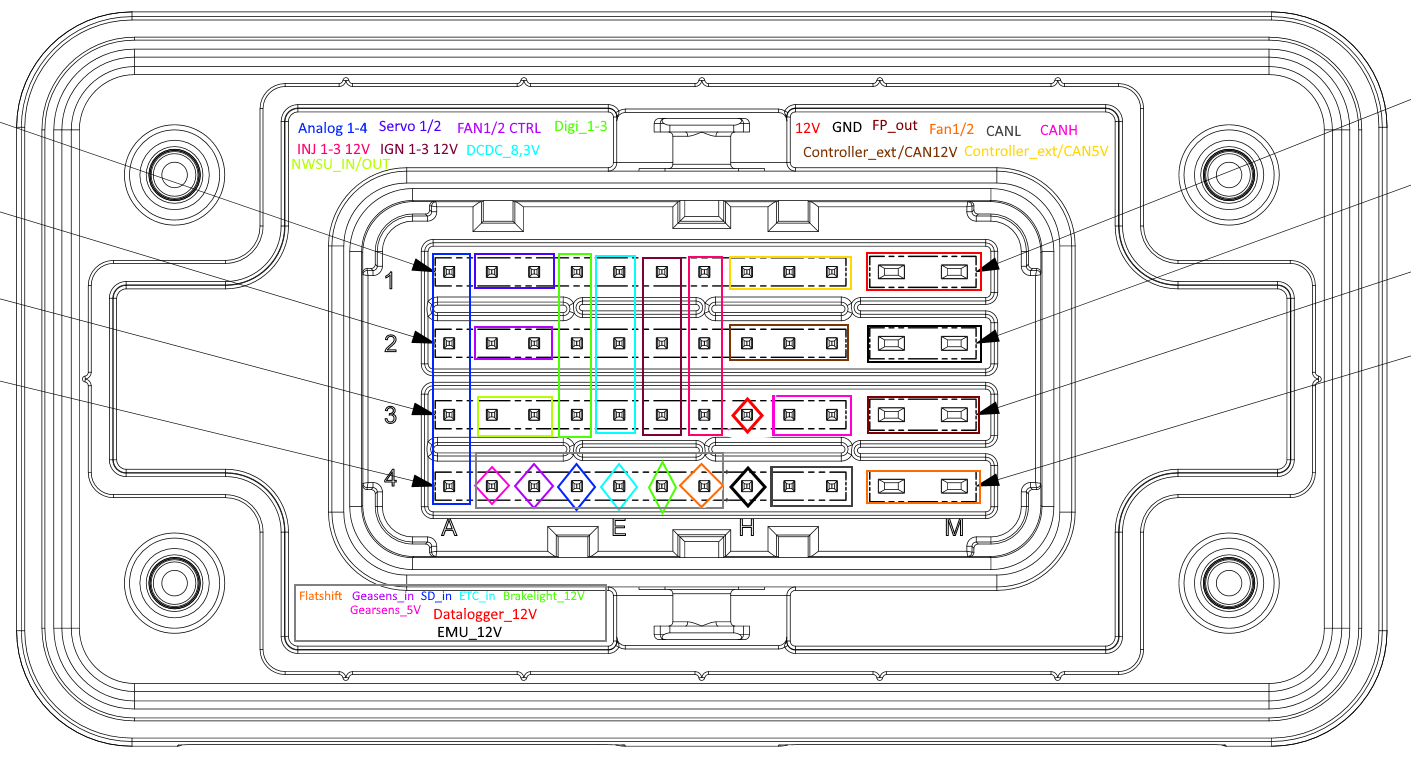 Analog 1-4 Servo 1/2 FAN1/2 CTRL Digi_1-3
INJ 1-3 12V IGN 1-3 12V DCDC_8,3V
NWSU_IN/OUT
12V GND FP_out Fan1/2 CANL CANH
Controller_ext/CAN12V Controller_ext/CAN5V
1
2
3
4
A E H M
Flatshift Geasens_in SD_in ETC_in Brakelight_12V
Gearsens_5V Datalogger_12V
EMU_12V